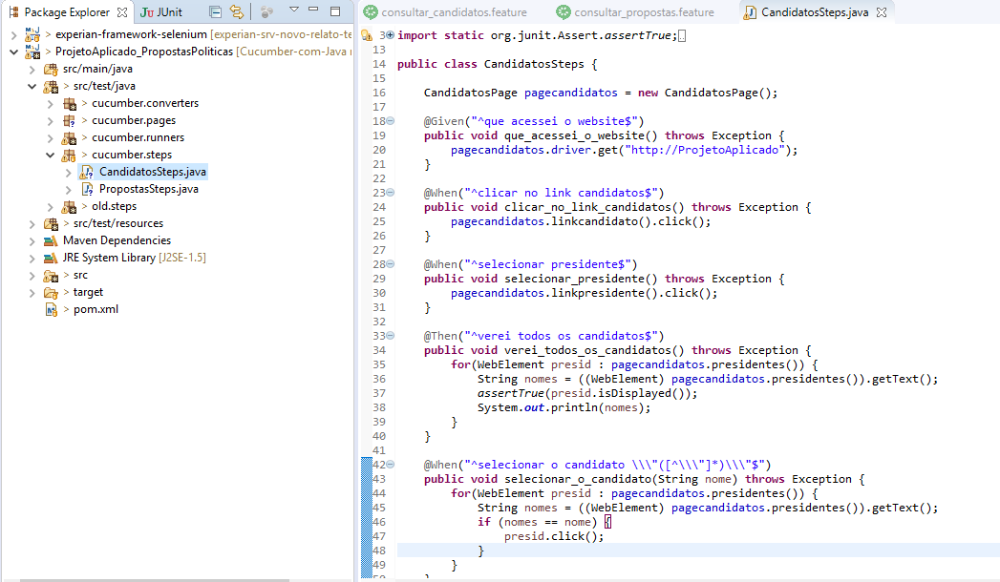 Package Explorer
JUnit
> experian-framework-selenium [experian-srv-novo-relato-te
> ProjetoAplicado_PropostasPoliticas [Cucumber-com-Java
src/main/java
> src/test/java
> cucumber.converters
> cucumber.pages
> cucumber.runners
> cucumber.steps
CandidatosSteps.java
PropostasSteps.java
> old.steps
> src/test/resources
Maven Dependencies
JRE System Library [J2SE-1.5]
> src
> target
> pom.xml
consultar_candidatos.feature
consultar_propostas.feature
CandidatosSteps.java
3 import static org.junit.Assert.assertTrue;
13
14 public class CandidatosSteps {
15
16 CandidatosPage pagecandidatos = new CandidatosPage();
17
18 @Given("^que acessei o website$")
19 public void que_acessei_o_website() throws Exception {
20 pagecandidatos.driver.get("http://ProjetoAplicado");
21 }
22
23 @When("^clicar no link candidatos$")
24 public void clicar_no_link_candidatos() throws Exception {
25 pagecandidatos.linkcandidato().click();
26 }
27
28 @When("^selecionar presidente$")
29 public void selecionar_presidente() throws Exception {
30 pagecandidatos.linkpresidente().click();
31 }
32
33 @Then("^verei todos os candidatos$")
34 public void verei_todos_os_candidatos() throws Exception {
35 for(WebElement presid : pagecandidatos.presidentes()) {
36 String nomes = ((WebElement) pagecandidatos.presidentes()).getText();
37 assertTrue(presid.isDisplayed());
38 System.out.println(nomes);
39 }
40 }
41
42 @When("^selecionar o candidato \\\"([^\\\"]*)\\\"$")
43 public void selecionar_o_candidato(String nome) throws Exception {
44 for(WebElement presid : pagecandidatos.presidentes()) {
45 String nomes = ((WebElement) pagecandidatos.presidentes()).getText();
46 if (nomes == nome) {
47 presid.click();
48 }
49 }